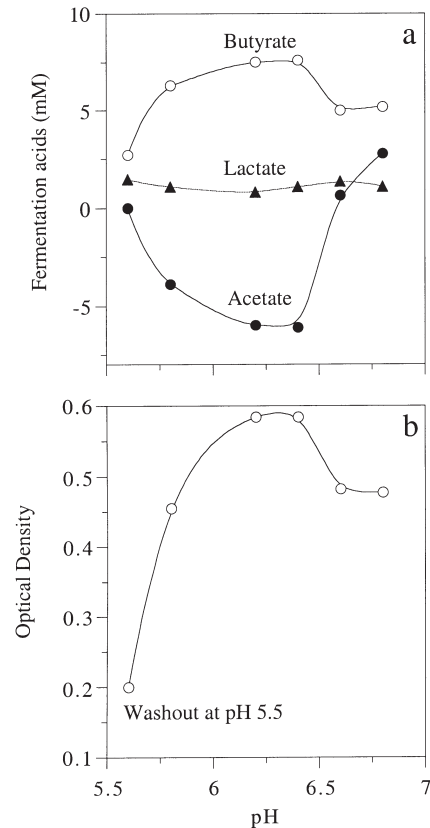 a
10
Butyrate
5
Lactate
0
Acetate
-5
Fermentation acids (mM)
b
0.6
0.5
0.4
0.3
0.2
Washout at pH 5.5
0.1
Optical Density
5.5 6 6.5 7
pH